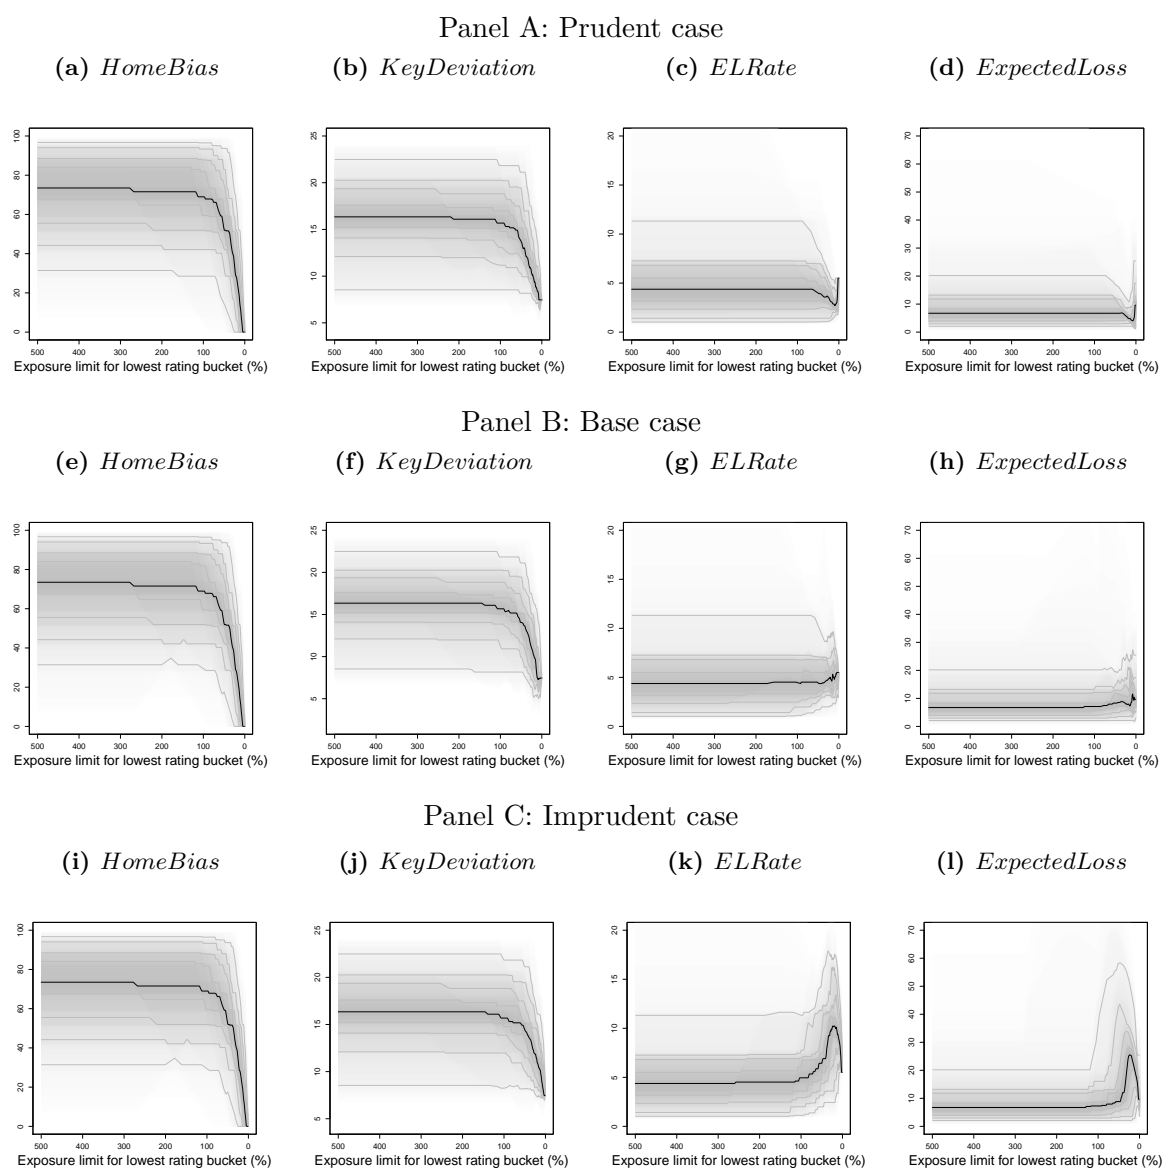 Panel A: Prudent case
(a) HomeBias (b) KeyDeviation (c) ELRate (d) ExpectedLoss
0 20 40 60 80 100
5 10 15 20 25
0 5 10 15 20
0 10 20 30 40 50 60 70
500 400 300 200 100 0 500 400 300 200 100 0 500 400 300 200 100 0 500 400 300 200 100 0
Exposure limit for lowest rating bucket (%) Exposure limit for lowest rating bucket (%) Exposure limit for lowest rating bucket (%) Exposure limit for lowest rating bucket (%)
Panel B: Base case
(e) HomeBias (f) KeyDeviation (g) ELRate (h) ExpectedLoss
0 20 40 60 80 100
5 10 15 20 25
0 5 10 15 20
0 10 20 30 40 50 60 70
500 400 300 200 100 0 500 400 300 200 100 0 500 400 300 200 100 0 500 400 300 200 100 0
Exposure limit for lowest rating bucket (%) Exposure limit for lowest rating bucket (%) Exposure limit for lowest rating bucket (%) Exposure limit for lowest rating bucket (%)
Panel C: Imprudent case
(i) HomeBias (j) KeyDeviation (k) ELRate (l) ExpectedLoss
0 20 40 60 80 100
5 10 15 20 25
0 5 10 15 20
0 10 20 30 40 50 60 70
500 400 300 200 100 0 500 400 300 200 100 0 500 400 300 200 100 0 500 400 300 200 100 0
Exposure limit for lowest rating bucket (%) Exposure limit for lowest rating bucket (%) Exposure limit for lowest rating bucket (%) Exposure limit for lowest rating bucket (%)